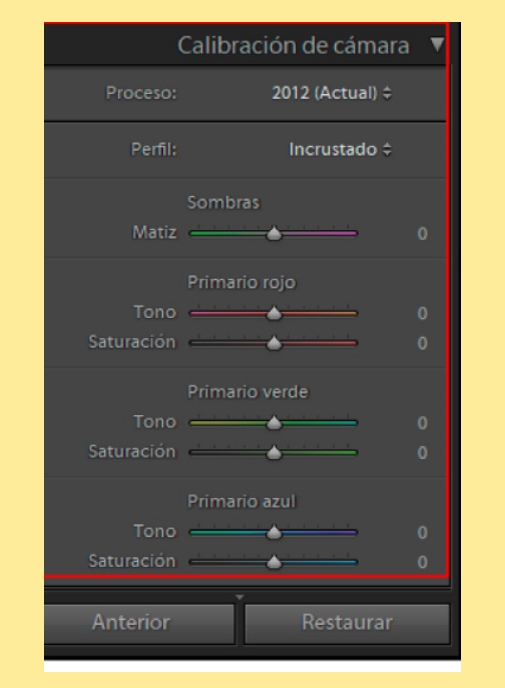 Calibración de cámara ▼
Proceso: 2012 (Actual)
Perfil: Incrustado
Sombras
Matiz 0
Primario rojo
Tono 0
Saturación 0
Primario verde
Tono 0
Saturación 0
Primario azul
Tono 0
Saturación 0
Anterior Restaurar